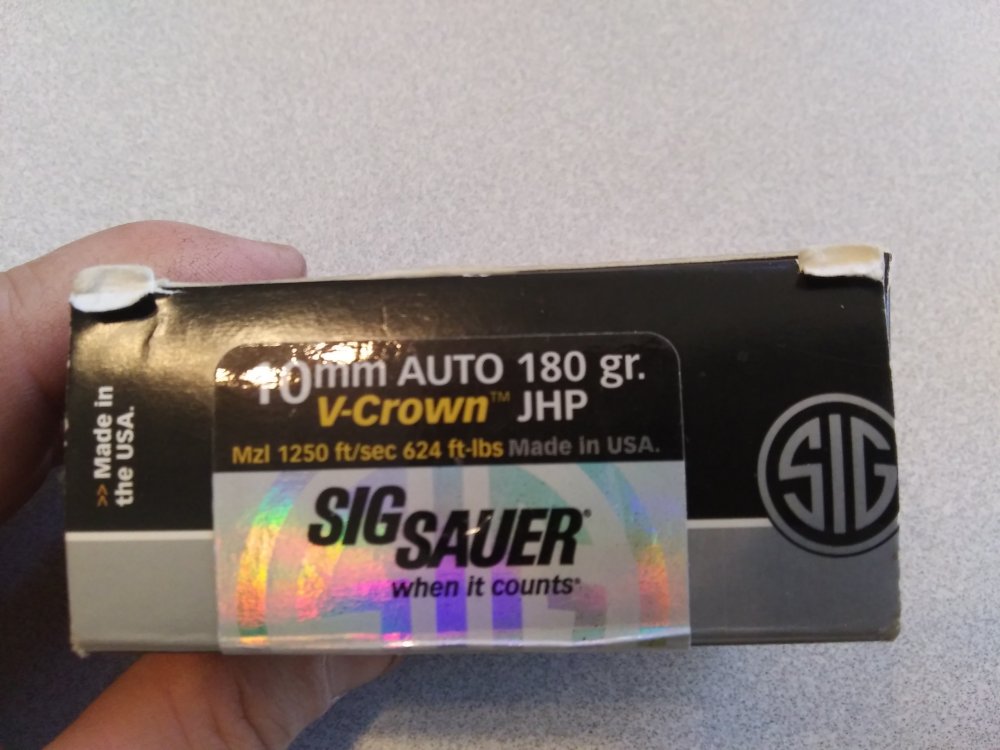 10mm AUTO 180 gr.
V-Crown™ JHP
Mzl 1250 ft/sec 624 ft-lbs Made in USA.
SIG SAUER®
when it counts®
>> Made in
the USA.
SIG